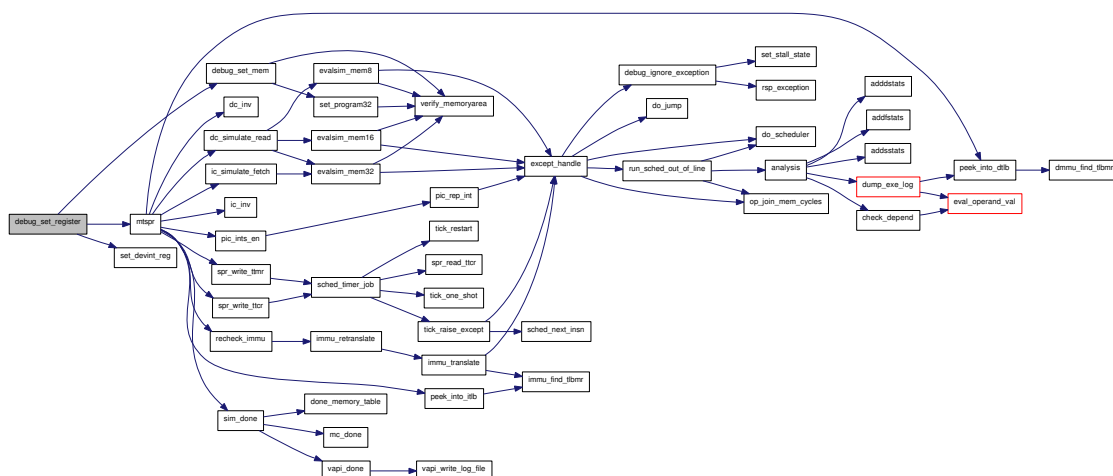 debug_set_register
debug_set_mem
mtspr
set_devint_reg
dc_inv
dc_simulate_read
ic_simulate_fetch
ic_inv
pic_ints_en
spr_write_ttmr
spr_write_ttcr
recheck_immu
sim_done
evalsim_mem8
set_program32
evalsim_mem16
evalsim_mem32
sched_timer_job
immu_retranslate
done_memory_table
mc_done
vapi_done
verify_memoryarea
pic_rep_int
tick_restart
spr_read_ttcr
tick_one_shot
tick_raise_except
immu_translate
peek_into_itlb
vapi_write_log_file
except_handle
sched_next_insn
immu_find_tlbmr
debug_ignore_exception
do_jump
run_sched_out_of_line
set_stall_state
rsp_exception
do_scheduler
analysis
op_join_mem_cycles
adddstats
addfstats
addsstats
dump_exe_log
check_depend
peek_into_dtlb
eval_operand_val
dmmu_find_tlbmr